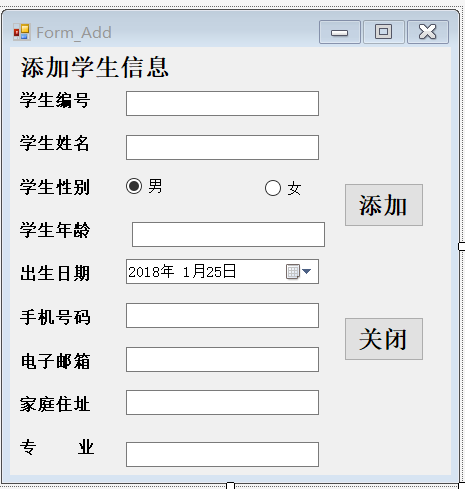 Form_Add
添加学生信息
学生编号
学生姓名
学生性别 男 女
添加
学生年龄
出生日期 2018年 1月25日
手机号码
关闭
电子邮箱
家庭住址
专 业